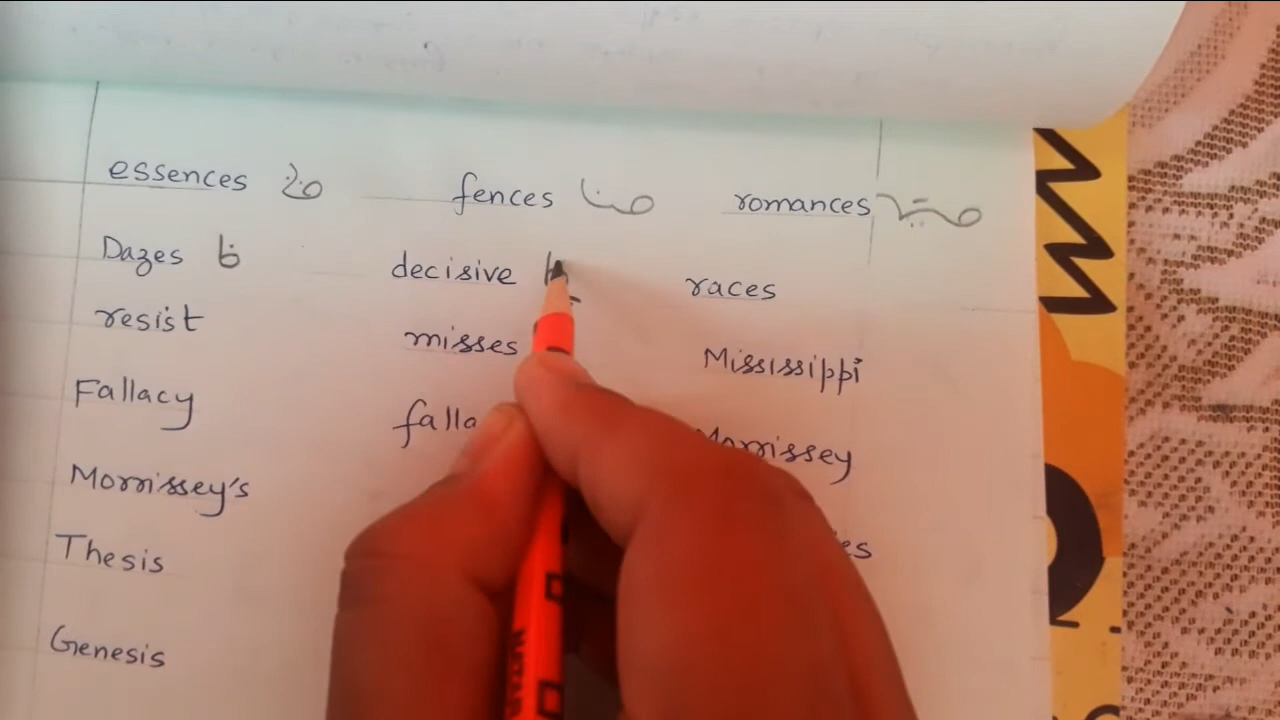 essences fences romances
Dazes decisive races
resist misses Mississippi
Fallacy Morrissey
Morrissey's
Thesis
Genesis